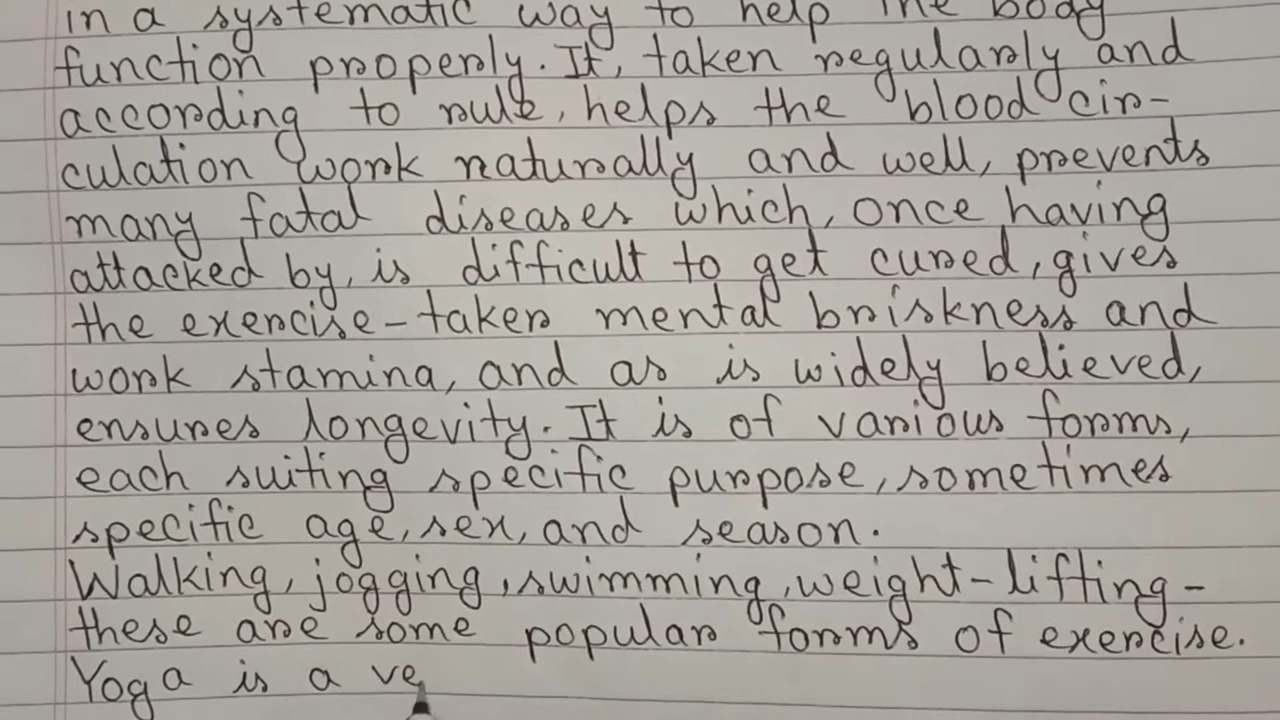 in a systematic way to help the body
function properly. It, taken regularly and
according to rule, helps the blood cir-
culation work naturally and well, prevents
many fatal diseases which, once having
attacked by, is difficult to get cured, gives
the exercise-taker mental briskness and
work stamina, and as is widely believed,
ensures longevity. It is of various forms,
each suiting specific purpose, sometimes
specific age, sex, and season.
Walking, jogging, swimming, weight-lifting-
these are some popular forms of exercise.
Yoga is a ve